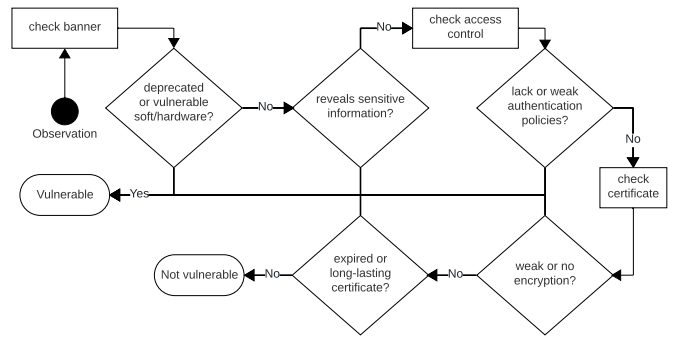 check banner
Observation
deprecated
or vulnerable
soft/hardware?
No
reveals sensitive
information?
No
check access
control
lack or weak
authentication
policies?
No
check
certificate
Yes
Vulnerable
weak or no
encryption?
No
expired or
long-lasting
certificate?
No
Not vulnerable